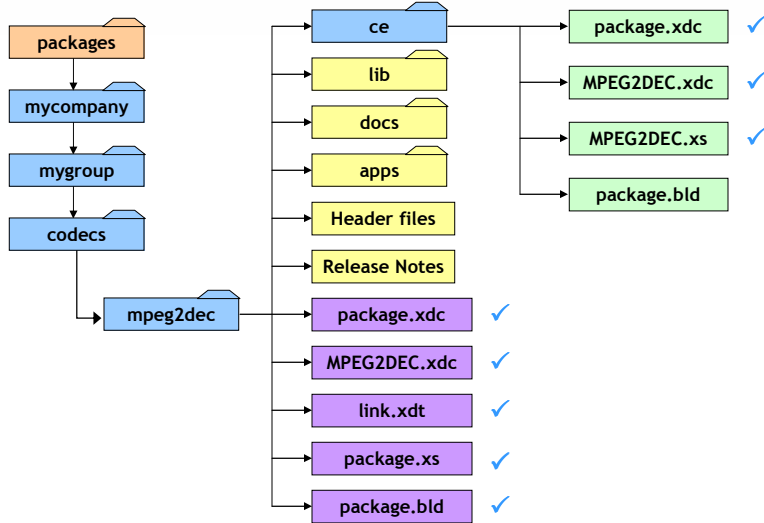 packages
mycompany
mygroup
codecs
mpeg2dec
ce
lib
docs
apps
Header files
Release Notes
package.xdc
MPEG2DEC.xdc
link.xdt
package.xs
package.bld
package.xdc
MPEG2DEC.xdc
MPEG2DEC.xs
package.bld